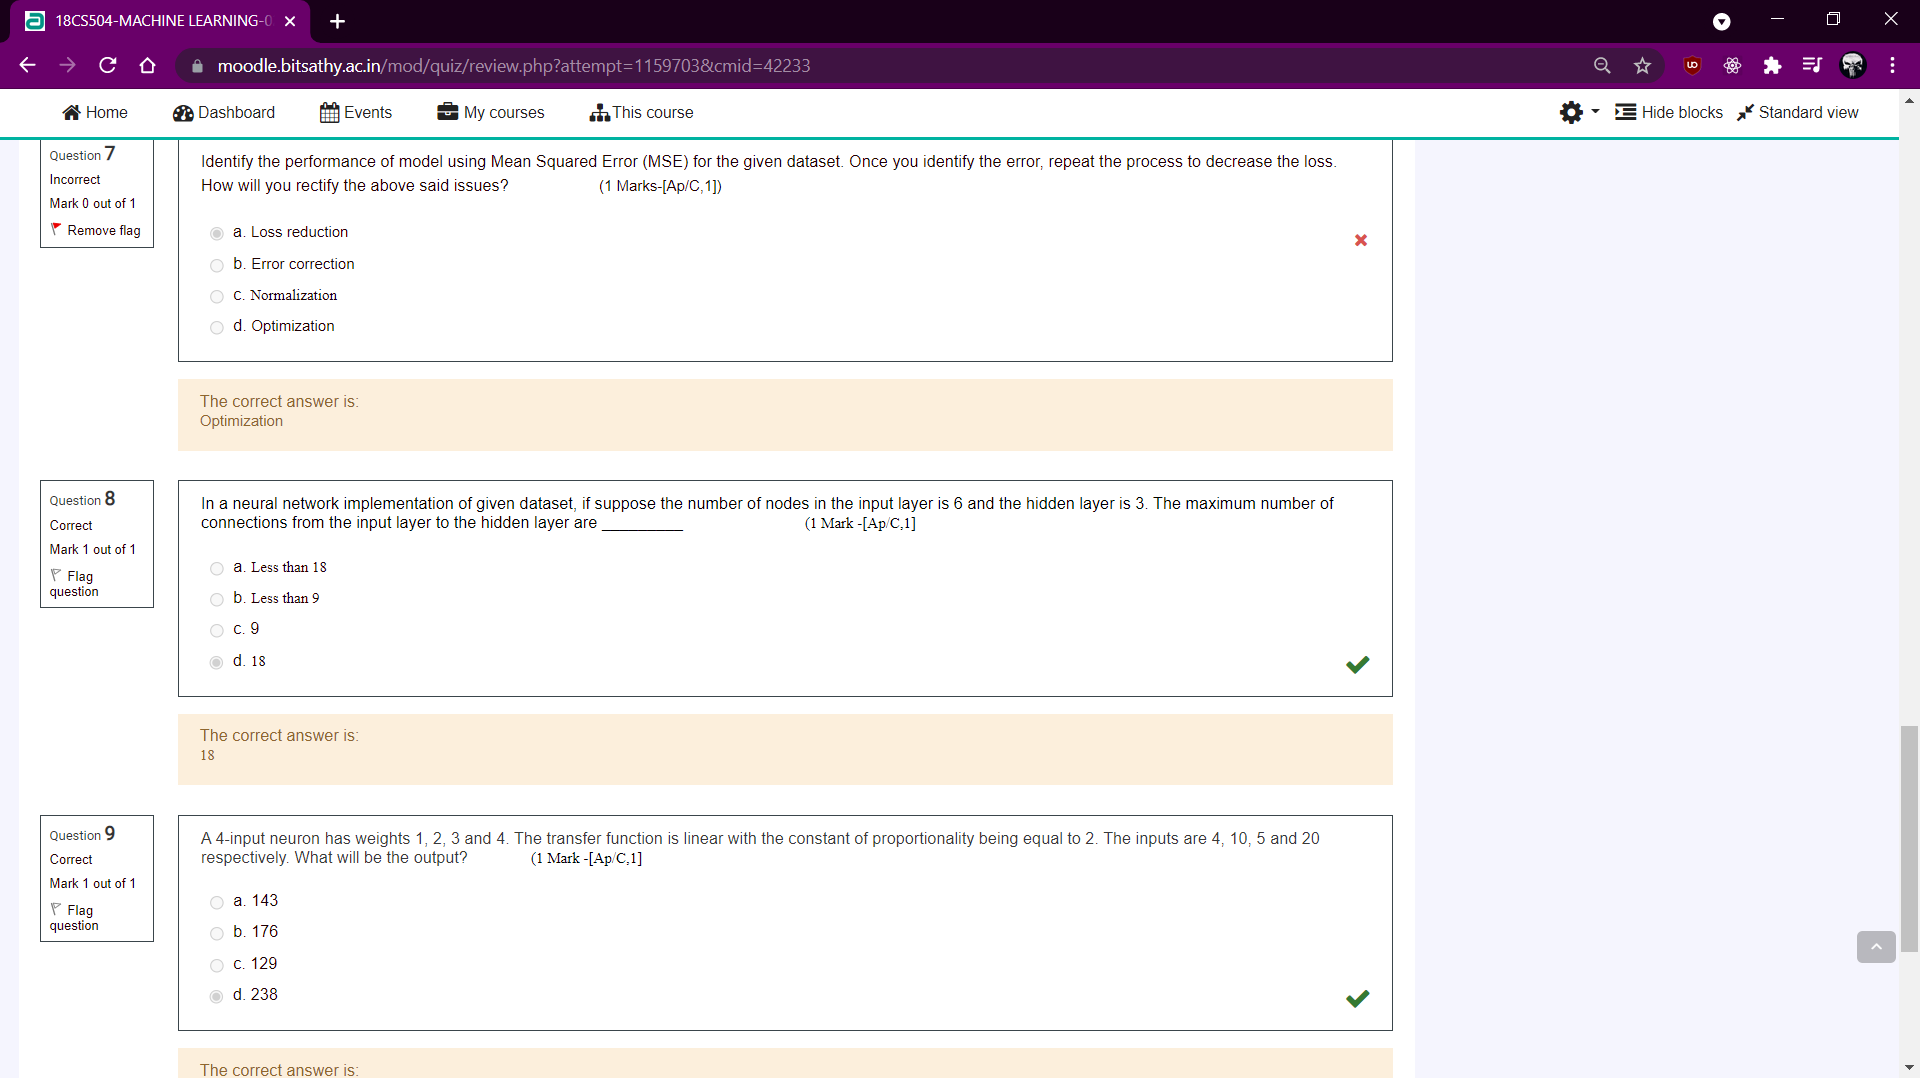 18CS504-MACHINE LEARNING-0
moodle.bitsathy.ac.in/mod/quiz/review.php?attempt=1159703&cmid=42233
Home Dashboard Events My courses This course Hide blocks Standard view
Question 7
Incorrect
Mark 0 out of 1
Remove flag
Identify the performance of model using Mean Squared Error (MSE) for the given dataset. Once you identify the error, repeat the process to decrease the loss.
How will you rectify the above said issues? (1 Marks-[Ap/C,1])
a. Loss reduction
b. Error correction
c. Normalization
d. Optimization
The correct answer is:
Optimization
Question 8
Correct
Mark 1 out of 1
Flag
question
In a neural network implementation of given dataset, if suppose the number of nodes in the input layer is 6 and the hidden layer is 3. The maximum number of
connections from the input layer to the hidden layer are __________ (1 Mark -[Ap/C,1]
a. Less than 18
b. Less than 9
c. 9
d. 18
The correct answer is:
18
Question 9
Correct
Mark 1 out of 1
Flag
question
A 4-input neuron has weights 1, 2, 3 and 4. The transfer function is linear with the constant of proportionality being equal to 2. The inputs are 4, 10, 5 and 20
respectively. What will be the output? (1 Mark -[Ap/C,1]
a. 143
b. 176
c. 129
d. 238
The correct answer is: